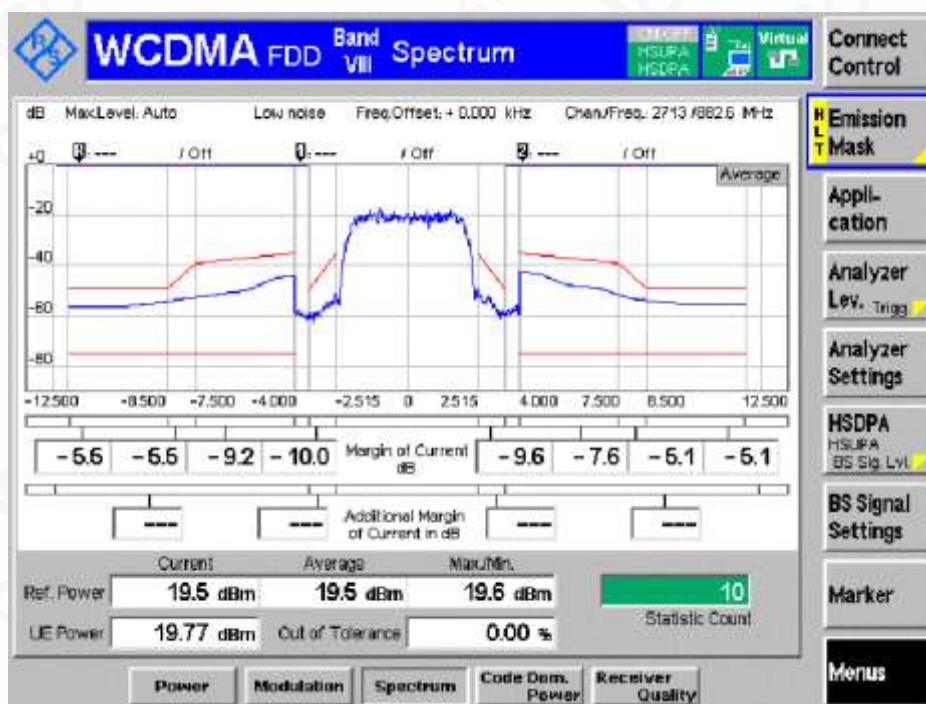 WCDMA FDD Band VIII Spectrum
HSUPA
HSDPA
Virtual
Connect Control
dB Max.Level: Auto Low noise Freq.Offset: + 0.000 kHz Chan./Freq.: 2713 /882.6 MHz
+0 --- / Off --- / Off 2 --- / Off
Average
-20
-40
-60
-80
-12.500 -8.500 -7.500 -4.000 -2.515 0 2.515 4.000 7.500 8.500 12.500
-5.6 -6.5 -9.2 -10.0 Margin of Current dB -9.6 -7.6 -5.1 -5.1
--- --- Additional Margin of Current in dB --- ---
Current Average Max./Min.
Ref. Power 19.5 dBm 19.5 dBm 19.6 dBm 10
Statistic Count
UE Power 19.77 dBm Out of Tolerance 0.00 %
Power Modulation Spectrum Code Dom. Power Receiver Quality
HLT
Emission Mask
Appli-
cation
Analyzer
Lev. Trigg
Analyzer
Settings
HSDPA
HSUPA
BS Sig. Lvl.
BS Signal
Settings
Marker
Menus